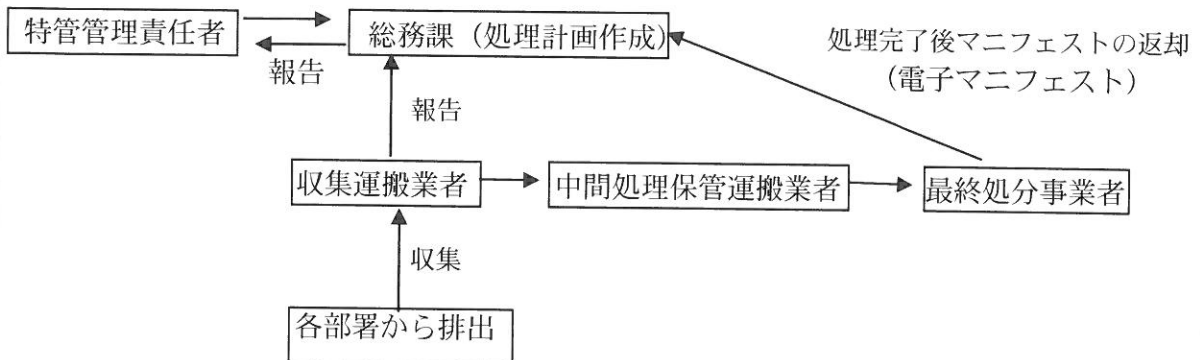 特管管理責任者
総務課（処理計画作成）
処理完了後マニフェストの返却
（電子マニフェスト）
報告
報告
収集運搬業者
中間処理保管運搬業者
最終処分事業者
収集
各部署から排出